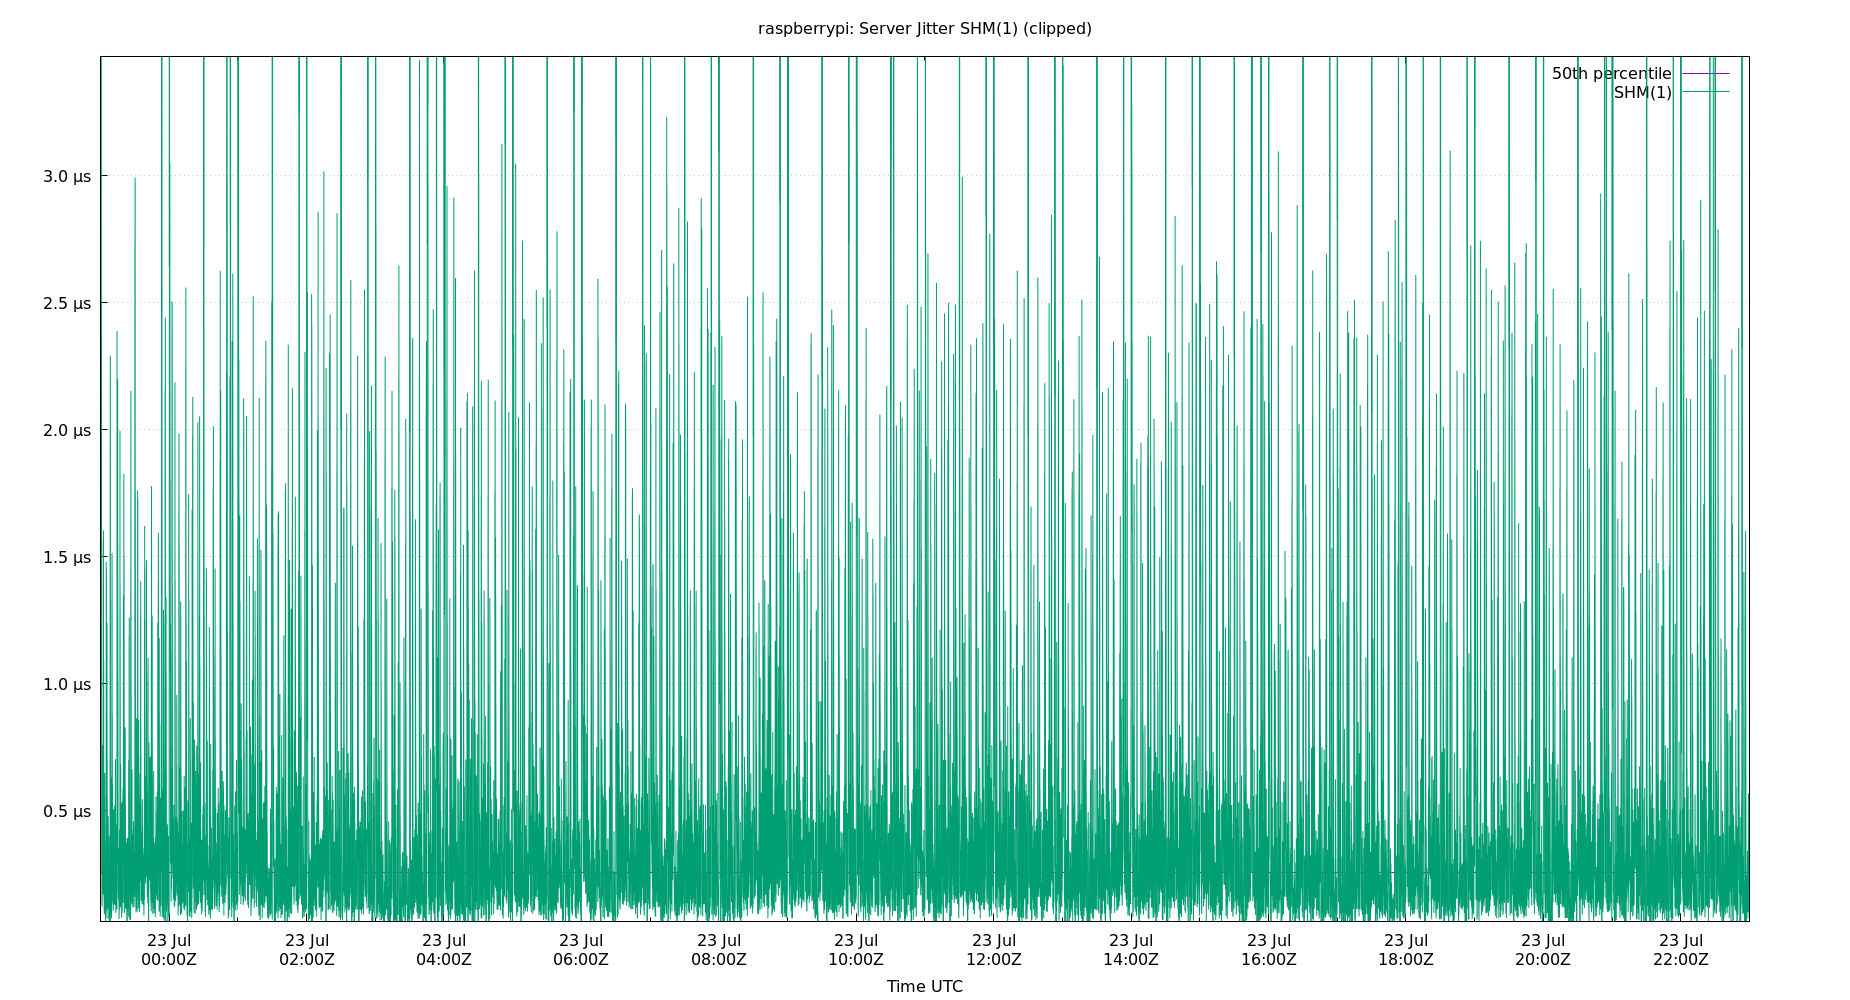 raspberrypi: Server Jitter SHM(1) (clipped)
50th percentile
SHM(1)
3.0 µs
2.5 µs
2.0 µs
1.5 µs
1.0 µs
0.5 µs
23 Jul 23 Jul 23 Jul 23 Jul 23 Jul 23 Jul 23 Jul 23 Jul 23 Jul 23 Jul 23 Jul 23 Jul
00:00Z 02:00Z 04:00Z 06:00Z 08:00Z 10:00Z 12:00Z 14:00Z 16:00Z 18:00Z 20:00Z 22:00Z
Time UTC